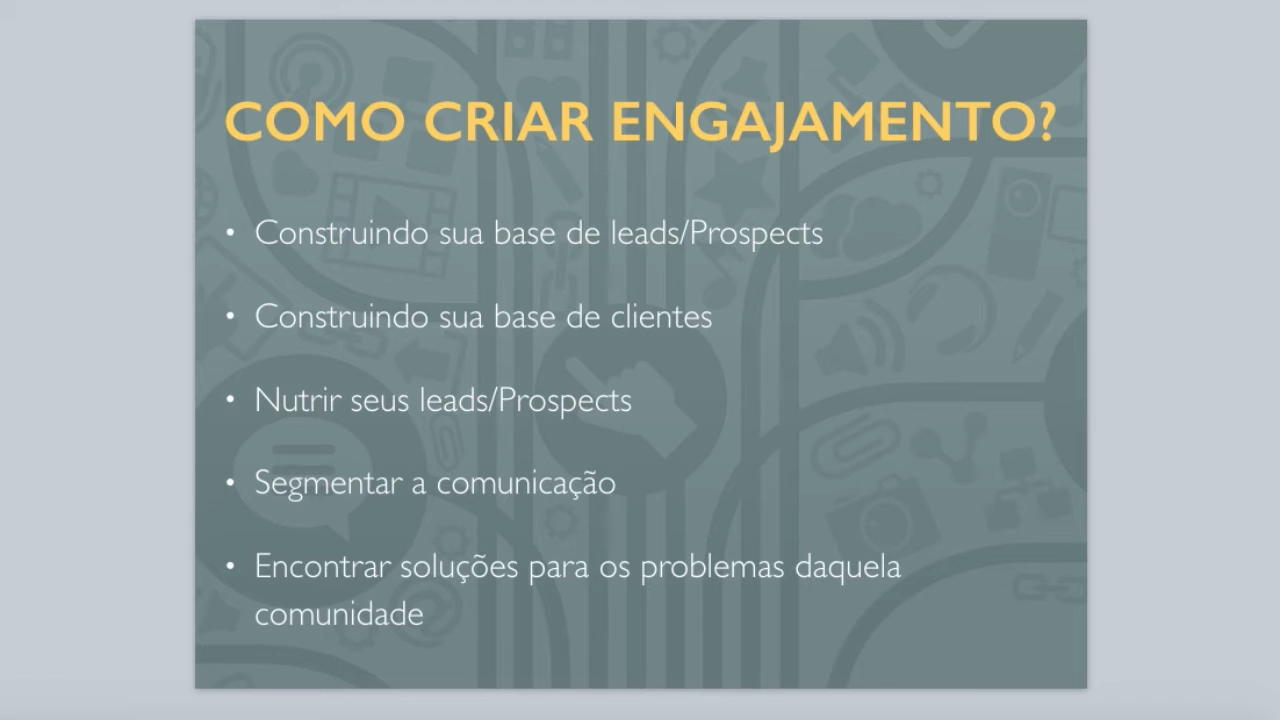 COMO CRIAR ENGAJAMENTO?
• Construindo sua base de leads/Prospects
• Construindo sua base de clientes
• Nutrir seus leads/Prospects
• Segmentar a comunicação
• Encontrar soluções para os problemas daquela
comunidade